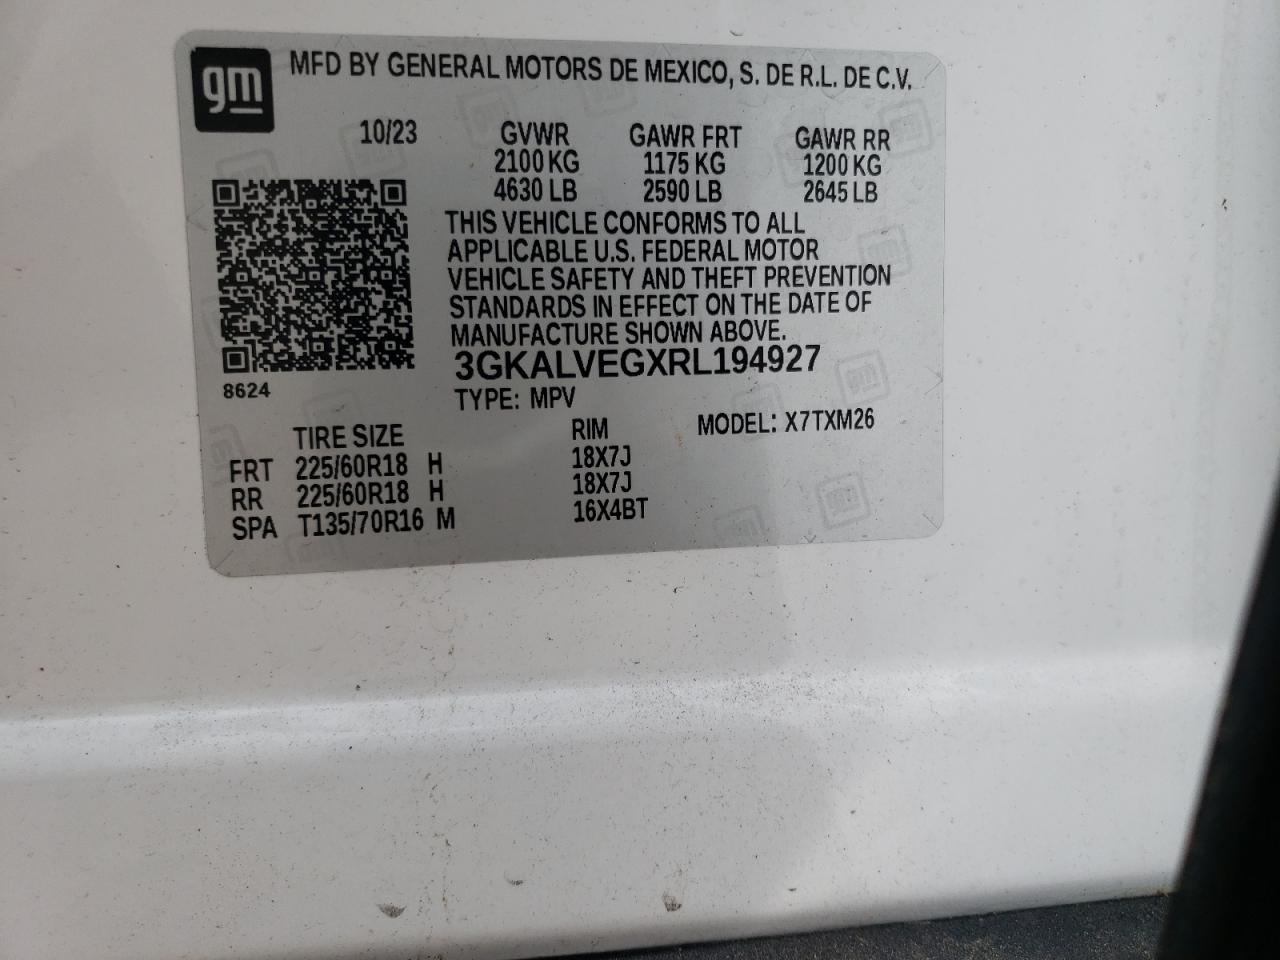 gm
MFD BY GENERAL MOTORS DE MEXICO, S. DE R.L. DE C.V.
10/23 GVWR GAWR FRT GAWR RR
2100 KG 1175 KG 1200 KG
4630 LB 2590 LB 2645 LB
THIS VEHICLE CONFORMS TO ALL
APPLICABLE U.S. FEDERAL MOTOR
VEHICLE SAFETY AND THEFT PREVENTION
STANDARDS IN EFFECT ON THE DATE OF
MANUFACTURE SHOWN ABOVE.
3GKALVEGXRL194927
8624
TYPE: MPV
TIRE SIZE RIM MODEL: X7TXM26
FRT 225/60R18 H 18X7J
RR 225/60R18 H 18X7J
SPA T135/70R16 M 16X4BT